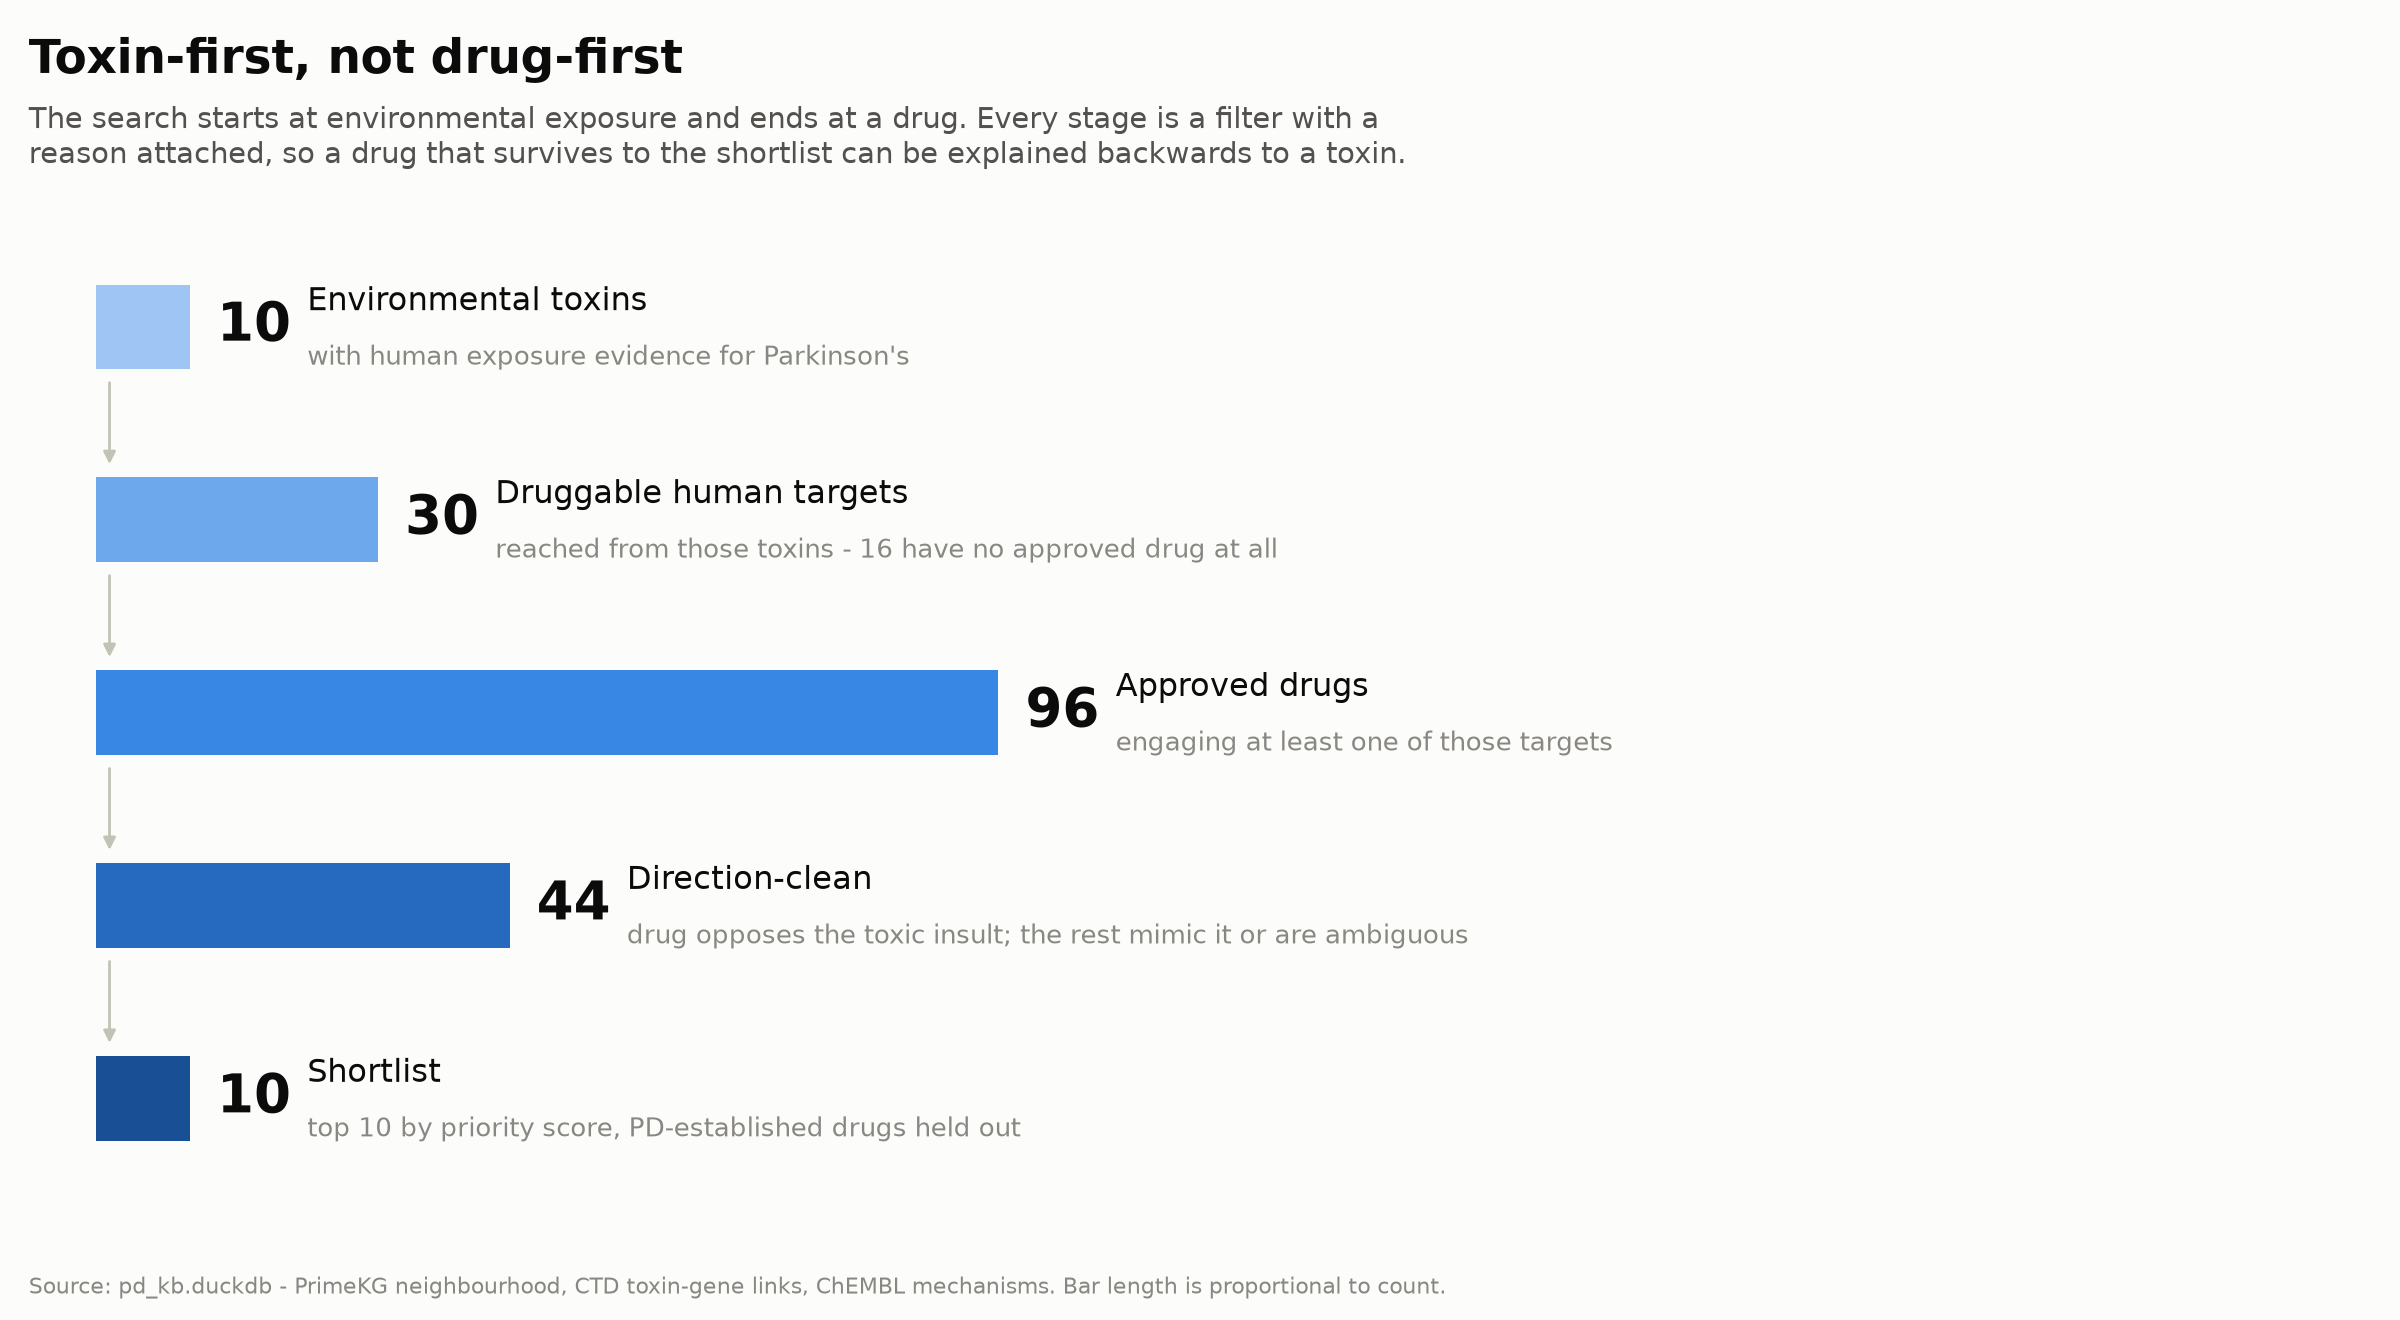 Toxin-first, not drug-first
The search starts at environmental exposure and ends at a drug. Every stage is a filter with a
reason attached, so a drug that survives to the shortlist can be explained backwards to a toxin.
10 Environmental toxins
with human exposure evidence for Parkinson's
30 Druggable human targets
reached from those toxins - 16 have no approved drug at all
96 Approved drugs
engaging at least one of those targets
44 Direction-clean
drug opposes the toxic insult; the rest mimic it or are ambiguous
10 Shortlist
top 10 by priority score, PD-established drugs held out
Source: pd_kb.duckdb - PrimeKG neighbourhood, CTD toxin-gene links, ChEMBL mechanisms. Bar length is proportional to count.